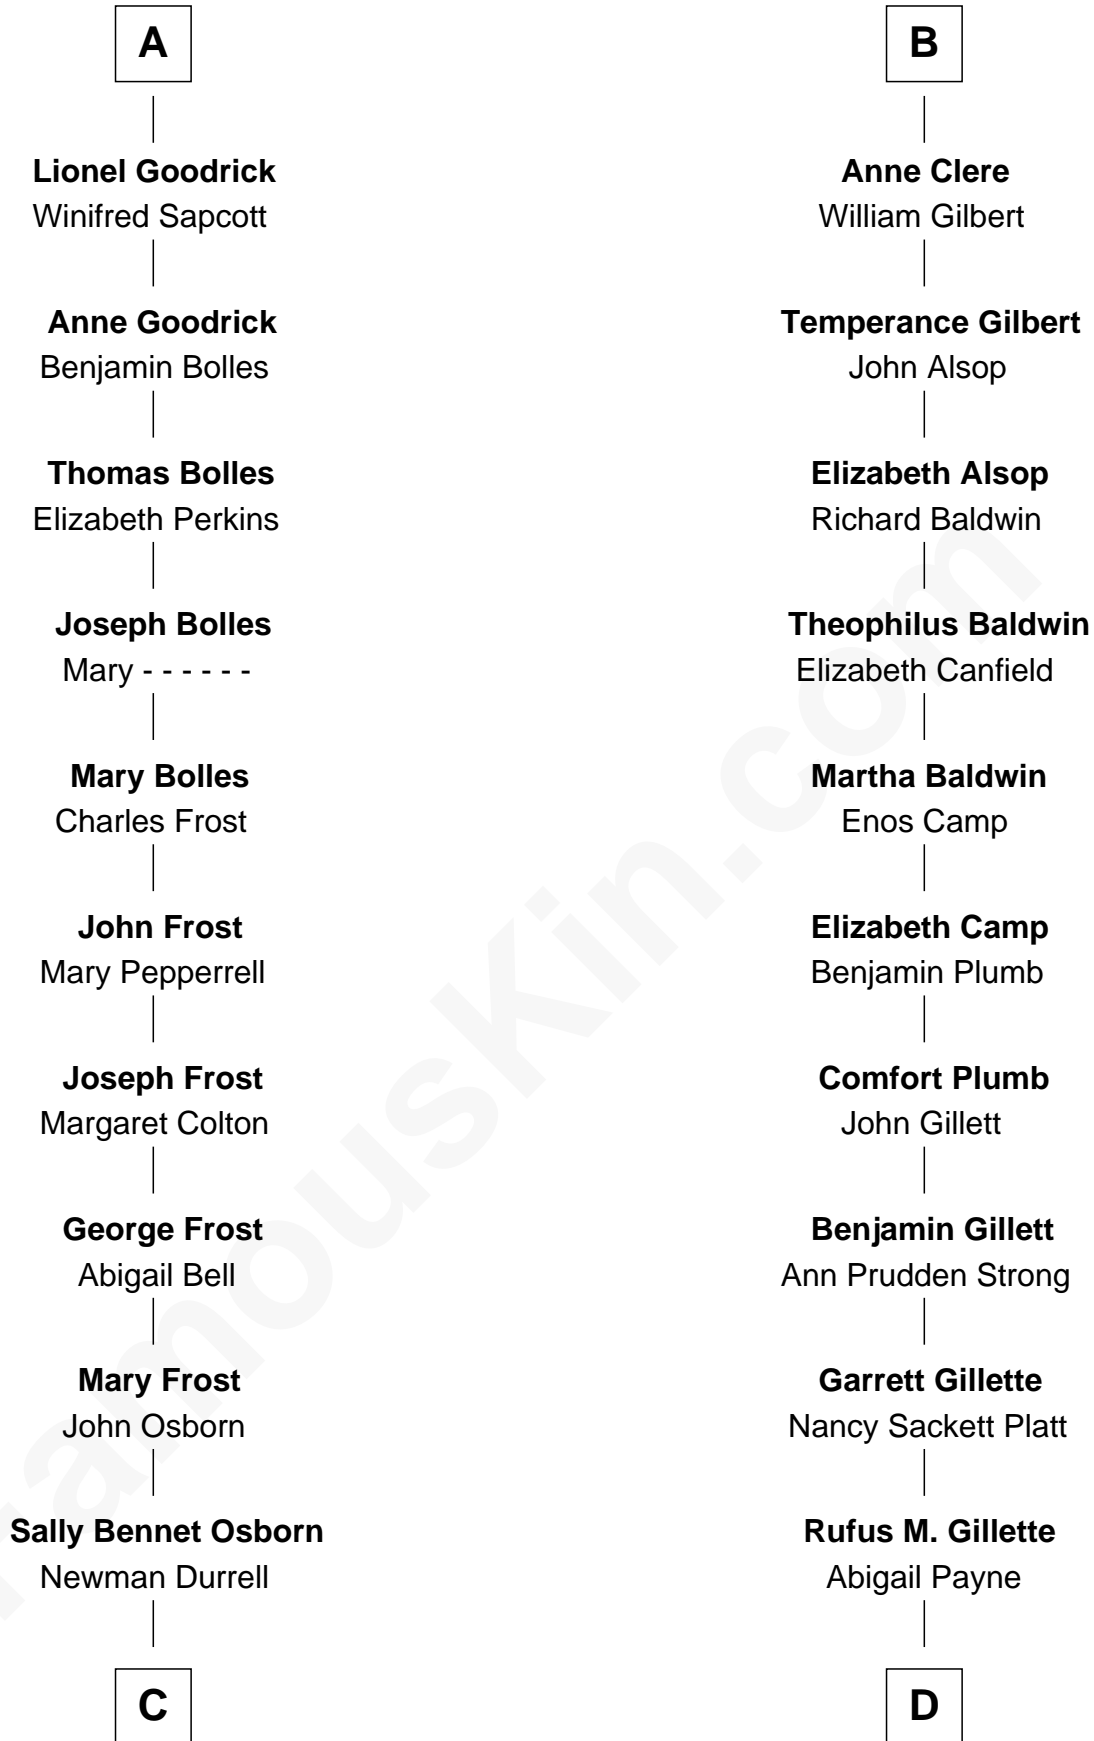 A
Lionel Goodrick
Winifred Sapcott
Anne Goodrick
Benjamin Bolles
Thomas Bolles
Elizabeth Perkins
Joseph Bolles
Mary - - - - - -
Mary Bolles
Charles Frost
John Frost
Mary Pepperrell
Joseph Frost
Margaret Colton
George Frost
Abigail Bell
Mary Frost
John Osborn
Sally Bennet Osborn
Newman Durrell
C
B
Anne Clere
William Gilbert
Temperance Gilbert
John Alsop
Elizabeth Alsop
Richard Baldwin
Theophilus Baldwin
Elizabeth Canfield
Martha Baldwin
Enos Camp
Elizabeth Camp
Benjamin Plumb
Comfort Plumb
John Gillett
Benjamin Gillett
Ann Prudden Strong
Garrett Gillette
Nancy Sackett Platt
Rufus M. Gillette
Abigail Payne
D
FamousKin.com